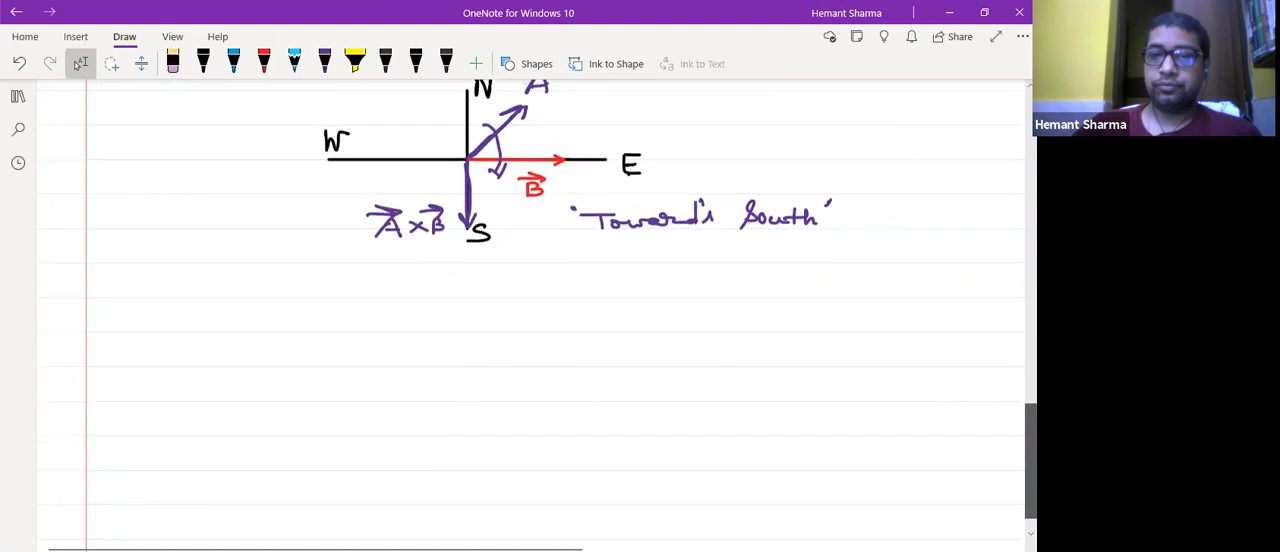 OneNote for Windows 10
Hemant Sharma
Home Insert Draw View Help
Share
Shapes Ink to Shape Ink to Text
Hemant Sharma
N A
W
E
B
A × B S
"Toward's South"